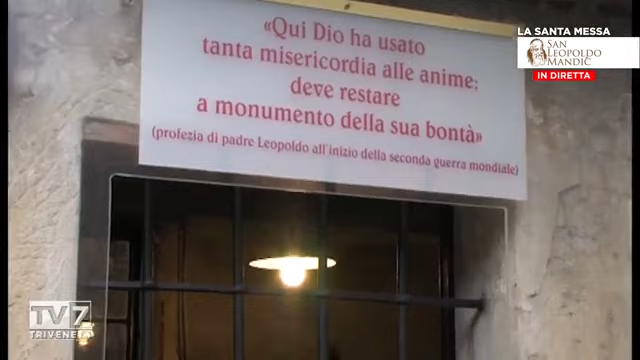 LA SANTA MESSA
SAN
LEOPOLDO
MANDIĆ
IN DIRETTA
«Qui Dio ha usato
tanta misericordia alle anime;
deve restare
a monumento della sua bontà»
(profezia di padre Leopoldo all'inizio della seconda guerra mondiale)
TV7
TRIVENETA